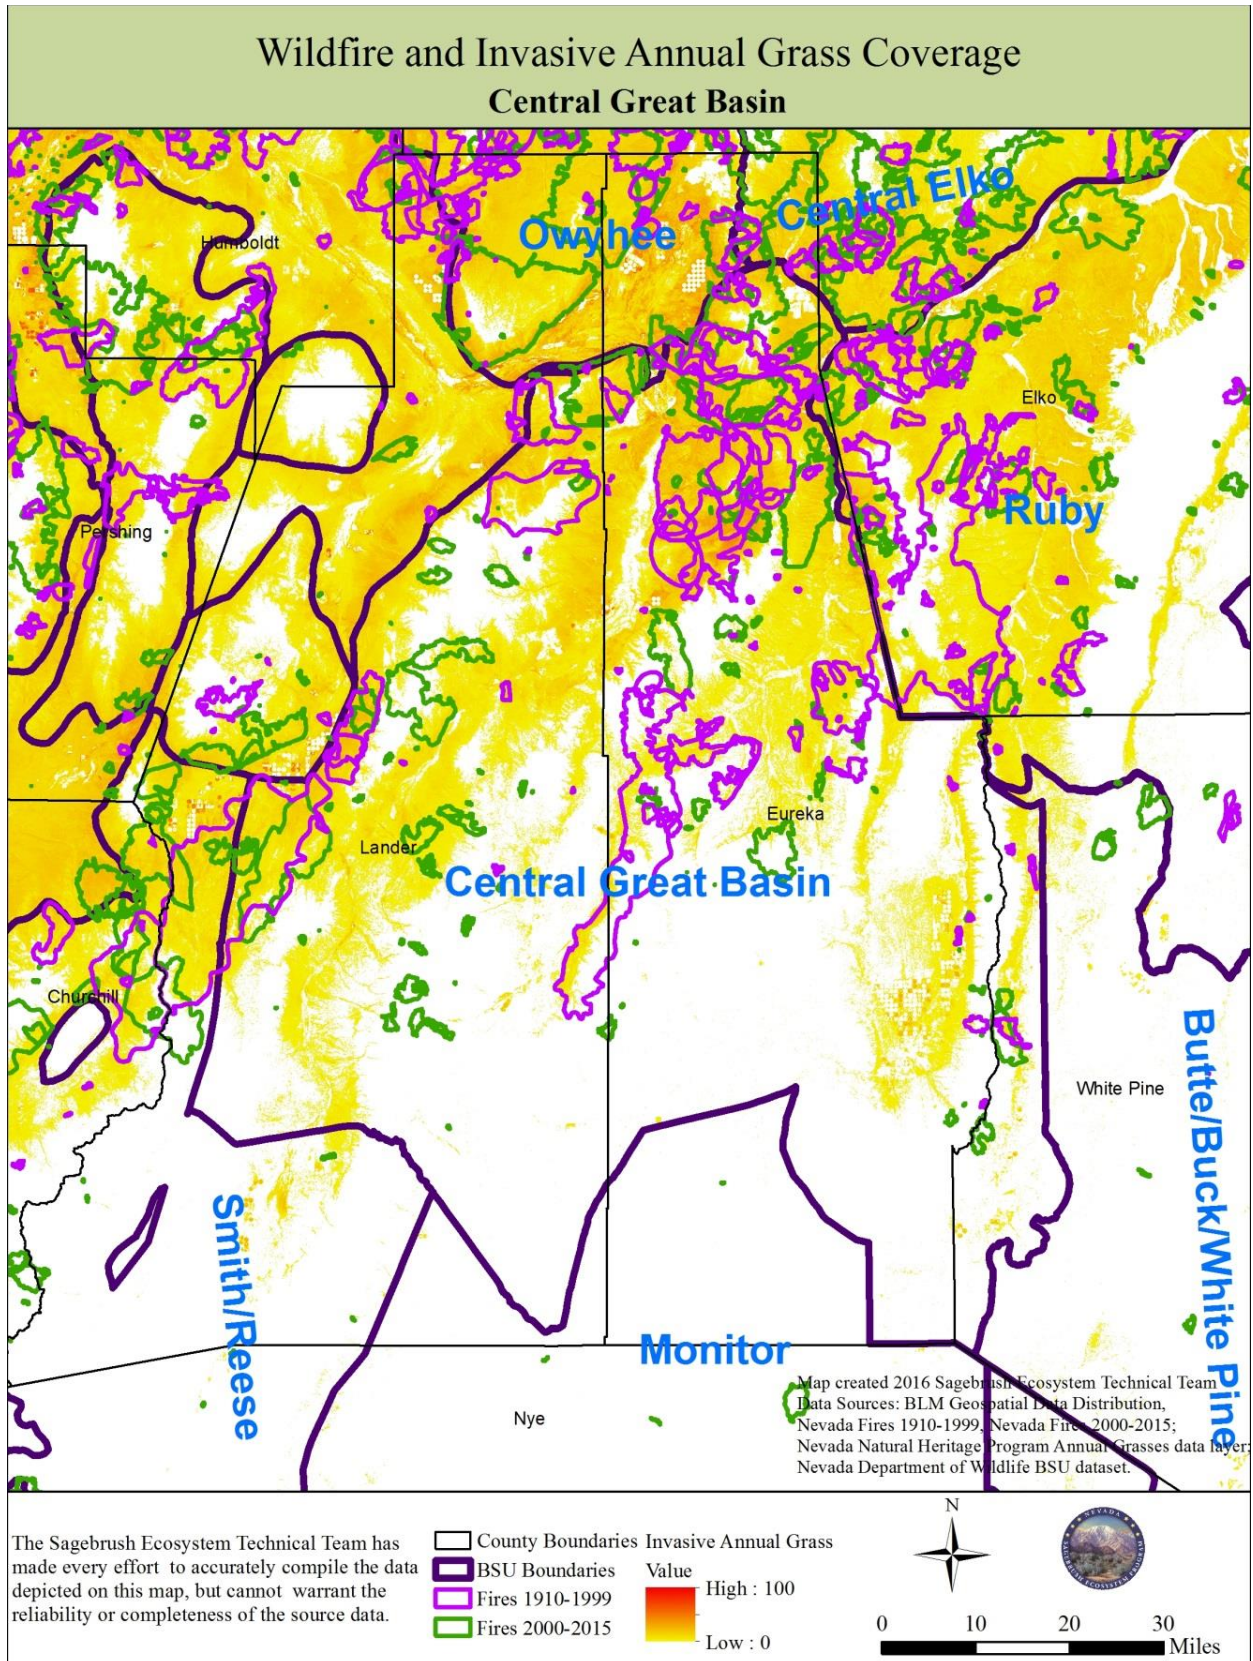 Wildfire and Invasive Annual Grass Coverage
Central Great Basin
Central Elko
Owyhee
Humboldt
Elko
Ruby
Pershing
Eureka
Lander
Central Great Basin
Churchill
White Pine
Butte/Buck/White Pine
Smith/Reese
Monitor
Nye
Map created 2016 Sagebrush Ecosystem Technical Team
Data Sources: BLM Geospatial Data Distribution,
Nevada Fires 1910-1999, Nevada Fires 2000-2015;
Nevada Natural Heritage Program Annual Grasses data layer;
Nevada Department of Wildlife BSU dataset.
The Sagebrush Ecosystem Technical Team has
made every effort to accurately compile the data
depicted on this map, but cannot warrant the
reliability or completeness of the source data.
County Boundaries
BSU Boundaries
Fires 1910-1999
Fires 2000-2015
Invasive Annual Grass
Value
High : 100
Low : 0
N
NEVADA
SAGEBRUSH ECOSYSTEM PROGRAM
0 10 20 30
Miles